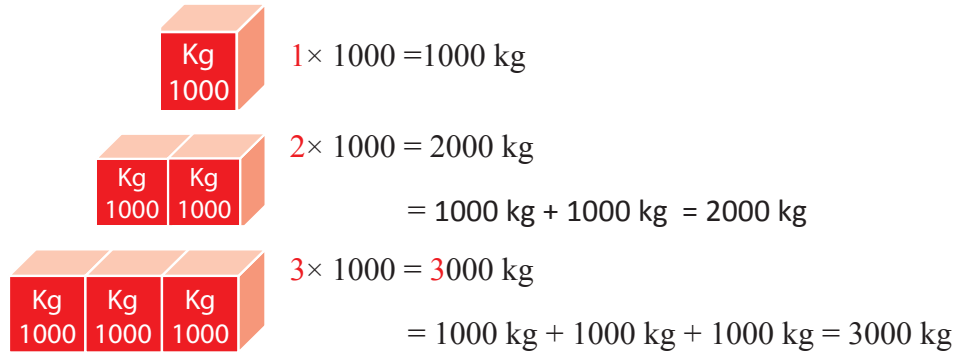 Kg
1000
1× 1000 =1000 kg
Kg Kg
1000 1000
2× 1000 = 2000 kg
= 1000 kg + 1000 kg = 2000 kg
Kg Kg Kg
1000 1000 1000
3× 1000 = 3000 kg
= 1000 kg + 1000 kg + 1000 kg = 3000 kg